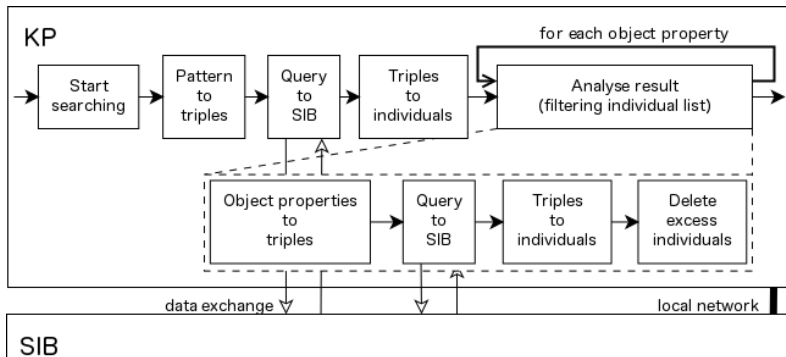 KP
for each object property
Start
searching
Pattern
to
triples
Query
to
SIB
Triples
to
individuals
Analyse result
(filtering individual list)
Object properties
to
triples
Query
to
SIB
Triples
to
individuals
Delete
excess
individuals
data exchange
local network
SIB